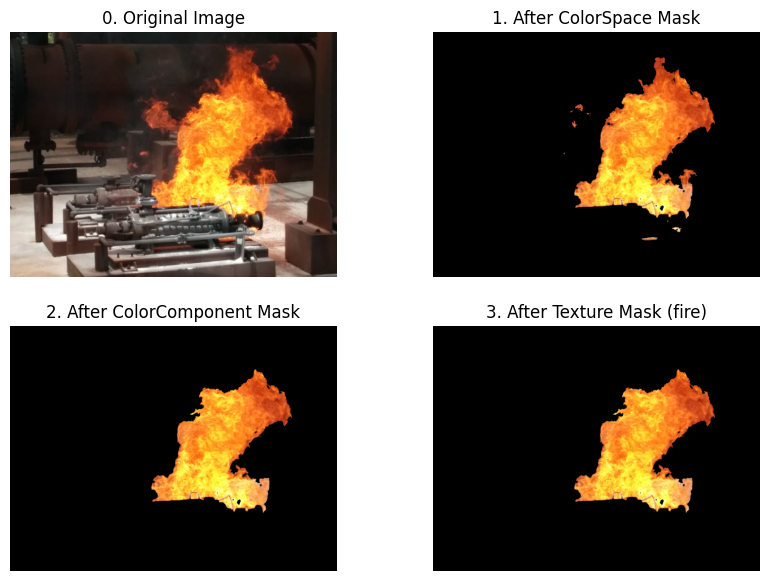 0. Original Image
1. After ColorSpace Mask
2. After ColorComponent Mask
3. After Texture Mask (fire)